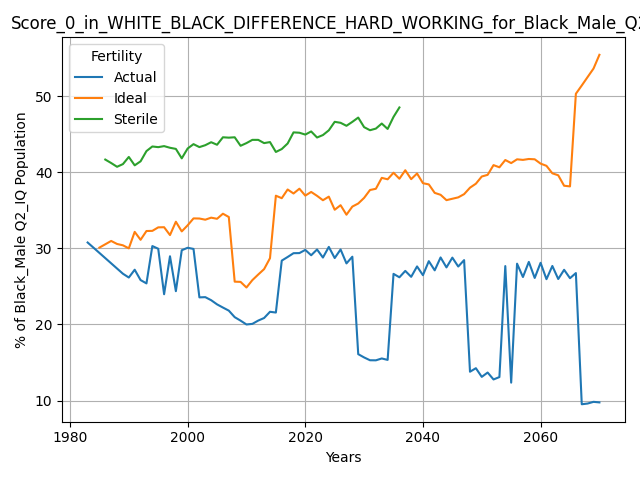 Score_0_in_WHITE_BLACK_DIFFERENCE_HARD_WORKING_for_Black_Male_Q2
Fertility
Actual
Ideal
Sterile
% of Black_Male Q2_IQ Population
50
40
30
20
10
1980 2000 2020 2040 2060
Years